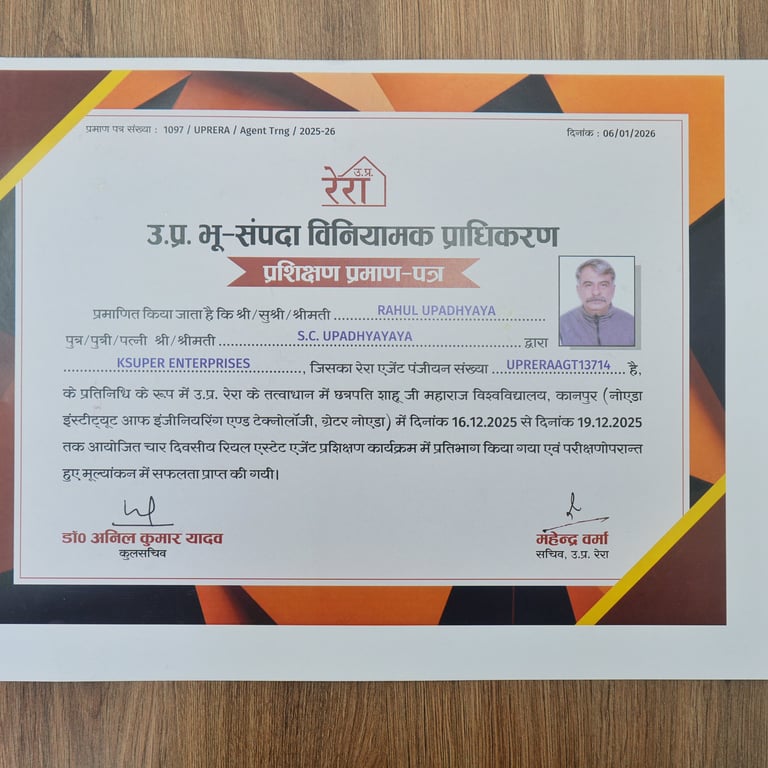 प्रमाण पत्र संख्या : 1097 / UPRERA / Agent Trng / 2025-26
दिनांक : 06/01/2026
उ.प्र.
रेरा
उ.प्र. भू-संपदा विनियामक प्राधिकरण
प्रशिक्षण प्रमाण-पत्र
प्रमाणित किया जाता है कि श्री/सुश्री/श्रीमती RAHUL UPADHYAYA
पुत्र/पुत्री/पत्नी श्री/श्रीमती S.C. UPADHYAYAYA द्वारा
KSUPER ENTERPRISES, जिसका रेरा एजेंट पंजीयन संख्या UPRERAAGT13714 है,
के प्रतिनिधि के रूप में उ.प्र. रेरा के तत्वाधान में छत्रपति शाहू जी महाराज विश्वविद्यालय, कानपुर (नोएडा
इंस्टीट्यूट आफ इंजीनियरिंग एण्ड टेक्नोलॉजी, ग्रेटर नोएडा) में दिनांक 16.12.2025 से दिनांक 19.12.2025
तक आयोजित चार दिवसीय रियल एस्टेट एजेंट प्रशिक्षण कार्यक्रम में प्रतिभाग किया गया एवं परीक्षणोपरान्त
हुए मूल्यांकन में सफलता प्राप्त की गयी।
डॉ0 अनिल कुमार यादव
कुलसचिव
महेन्द्र वर्मा
सचिव, उ.प्र. रेरा